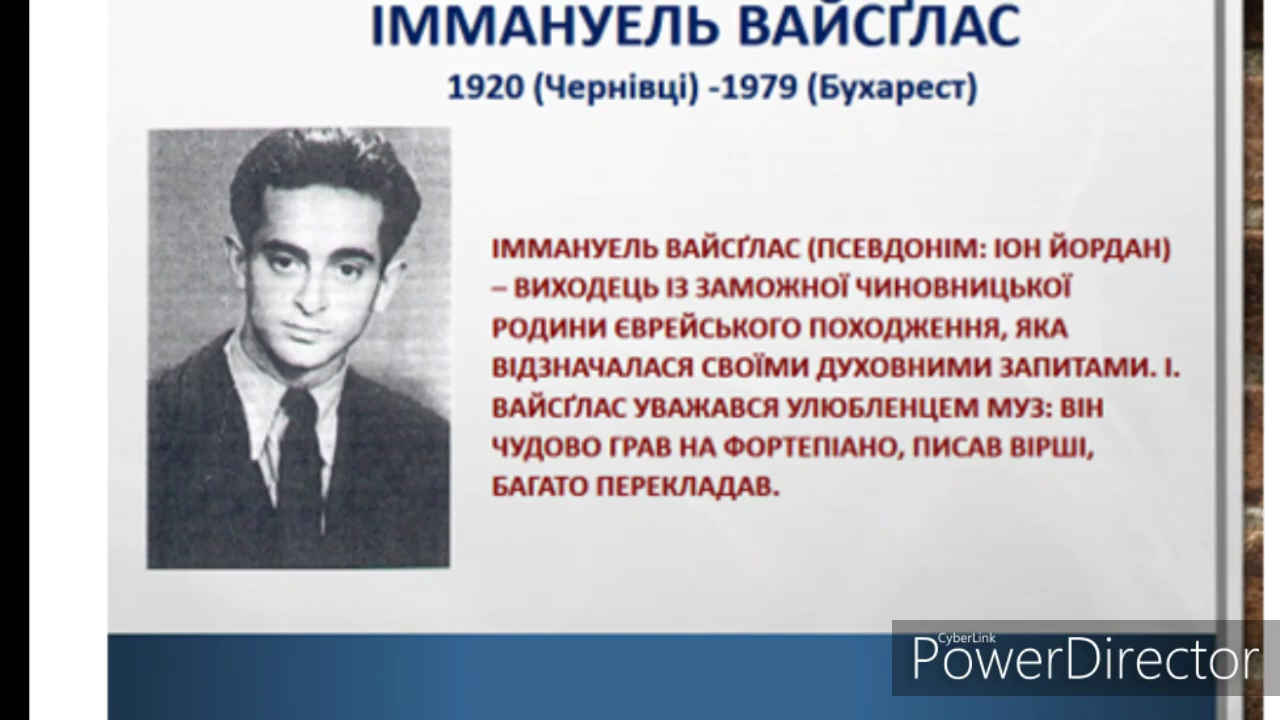 ІММАНУЕЛЬ ВАЙСҐЛАС
1920 (Чернівці) -1979 (Бухарест)
ІММАНУЕЛЬ ВАЙСҐЛАС (ПСЕВДОНІМ: ІОН ЙОРДАН)
– ВИХОДЕЦЬ ІЗ ЗАМОЖНОЇ ЧИНОВНИЦЬКОЇ
РОДИНИ ЄВРЕЙСЬКОГО ПОХОДЖЕННЯ, ЯКА
ВІДЗНАЧАЛАСЯ СВОЇМИ ДУХОВНИМИ ЗАПИТАМИ. І.
ВАЙСҐЛАС УВАЖАВСЯ УЛЮБЛЕНЦЕМ МУЗ: ВІН
ЧУДОВО ГРАВ НА ФОРТЕПІАНО, ПИСАВ ВІРШІ,
БАГАТО ПЕРЕКЛАДАВ.
CyberLink
PowerDirector